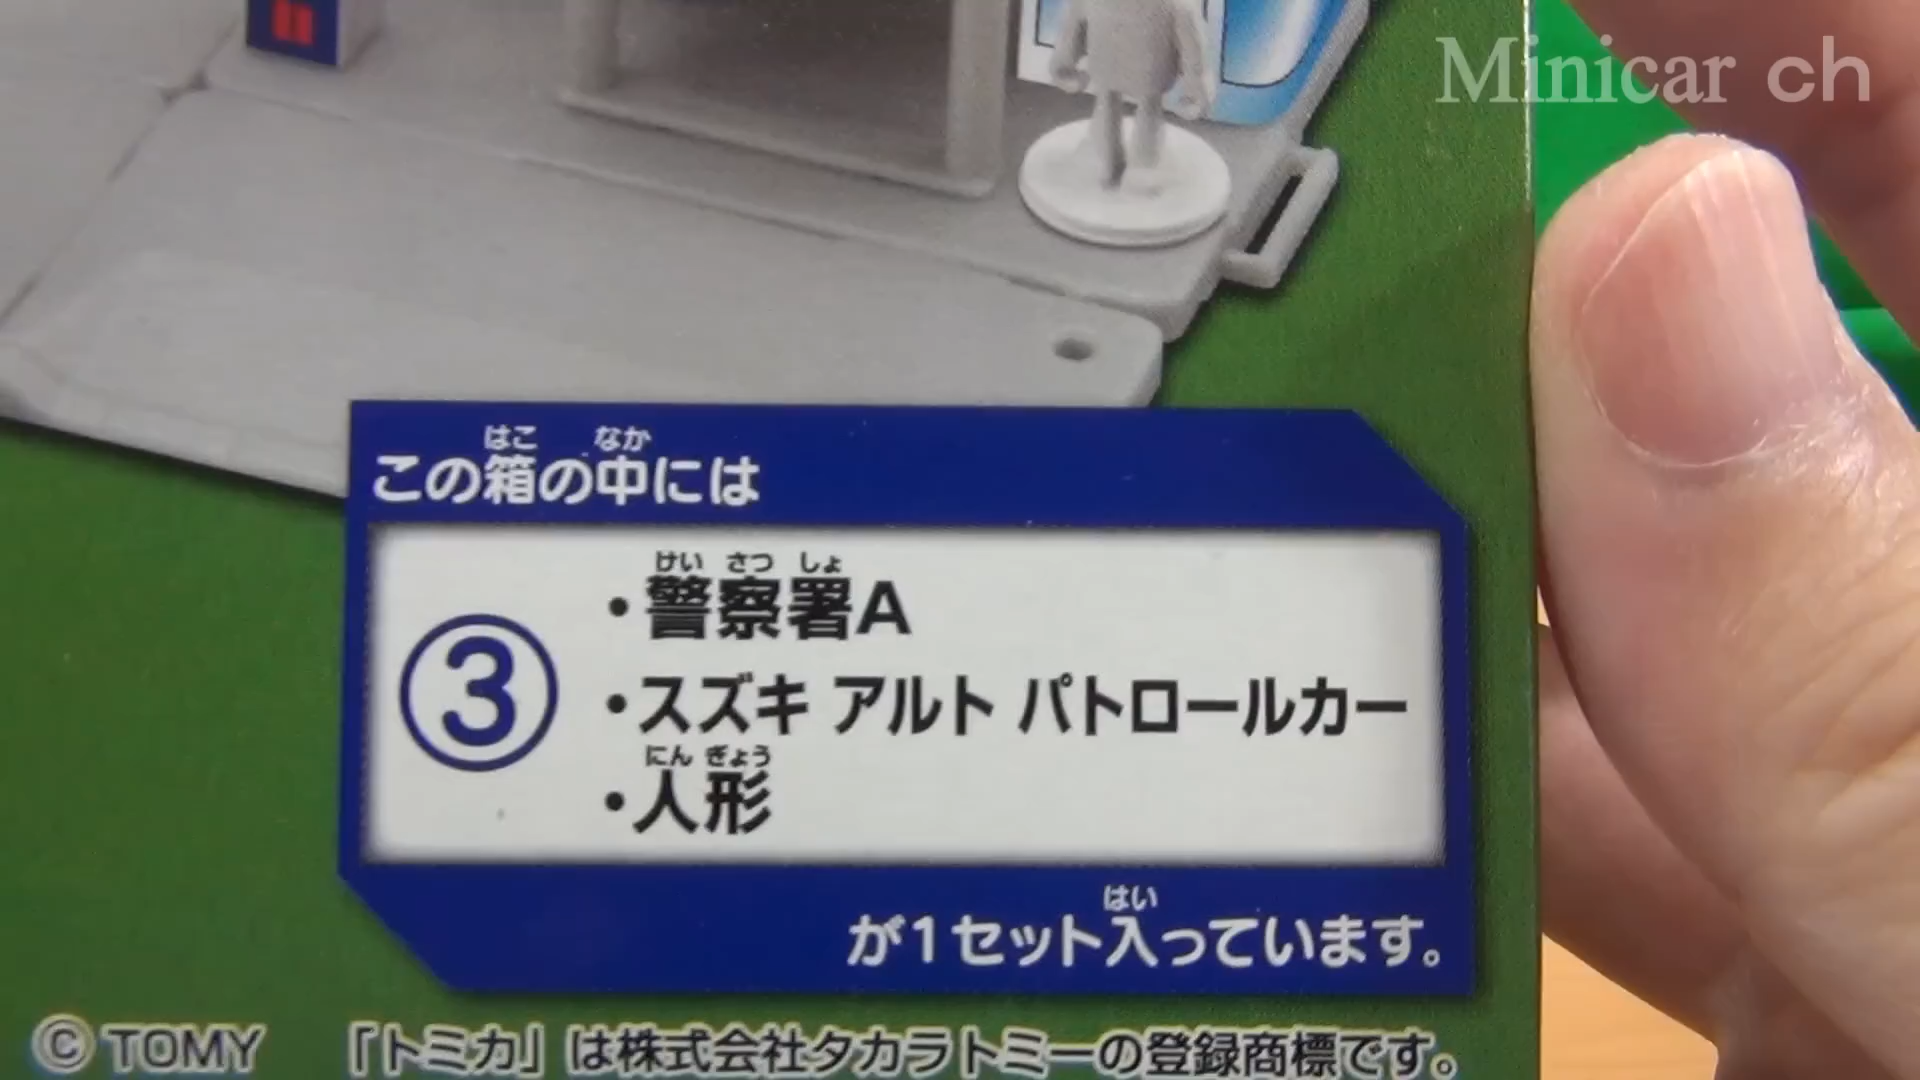 Minicar ch
この箱の中には
はこ なか
③
けい さつ しょ
・警察署A
・スズキ アルト パトロールカー
にん ぎょう
・人形
はい
が1セット入っています。
© TOMY 「トミカ」は株式会社タカラトミーの登録商標です。